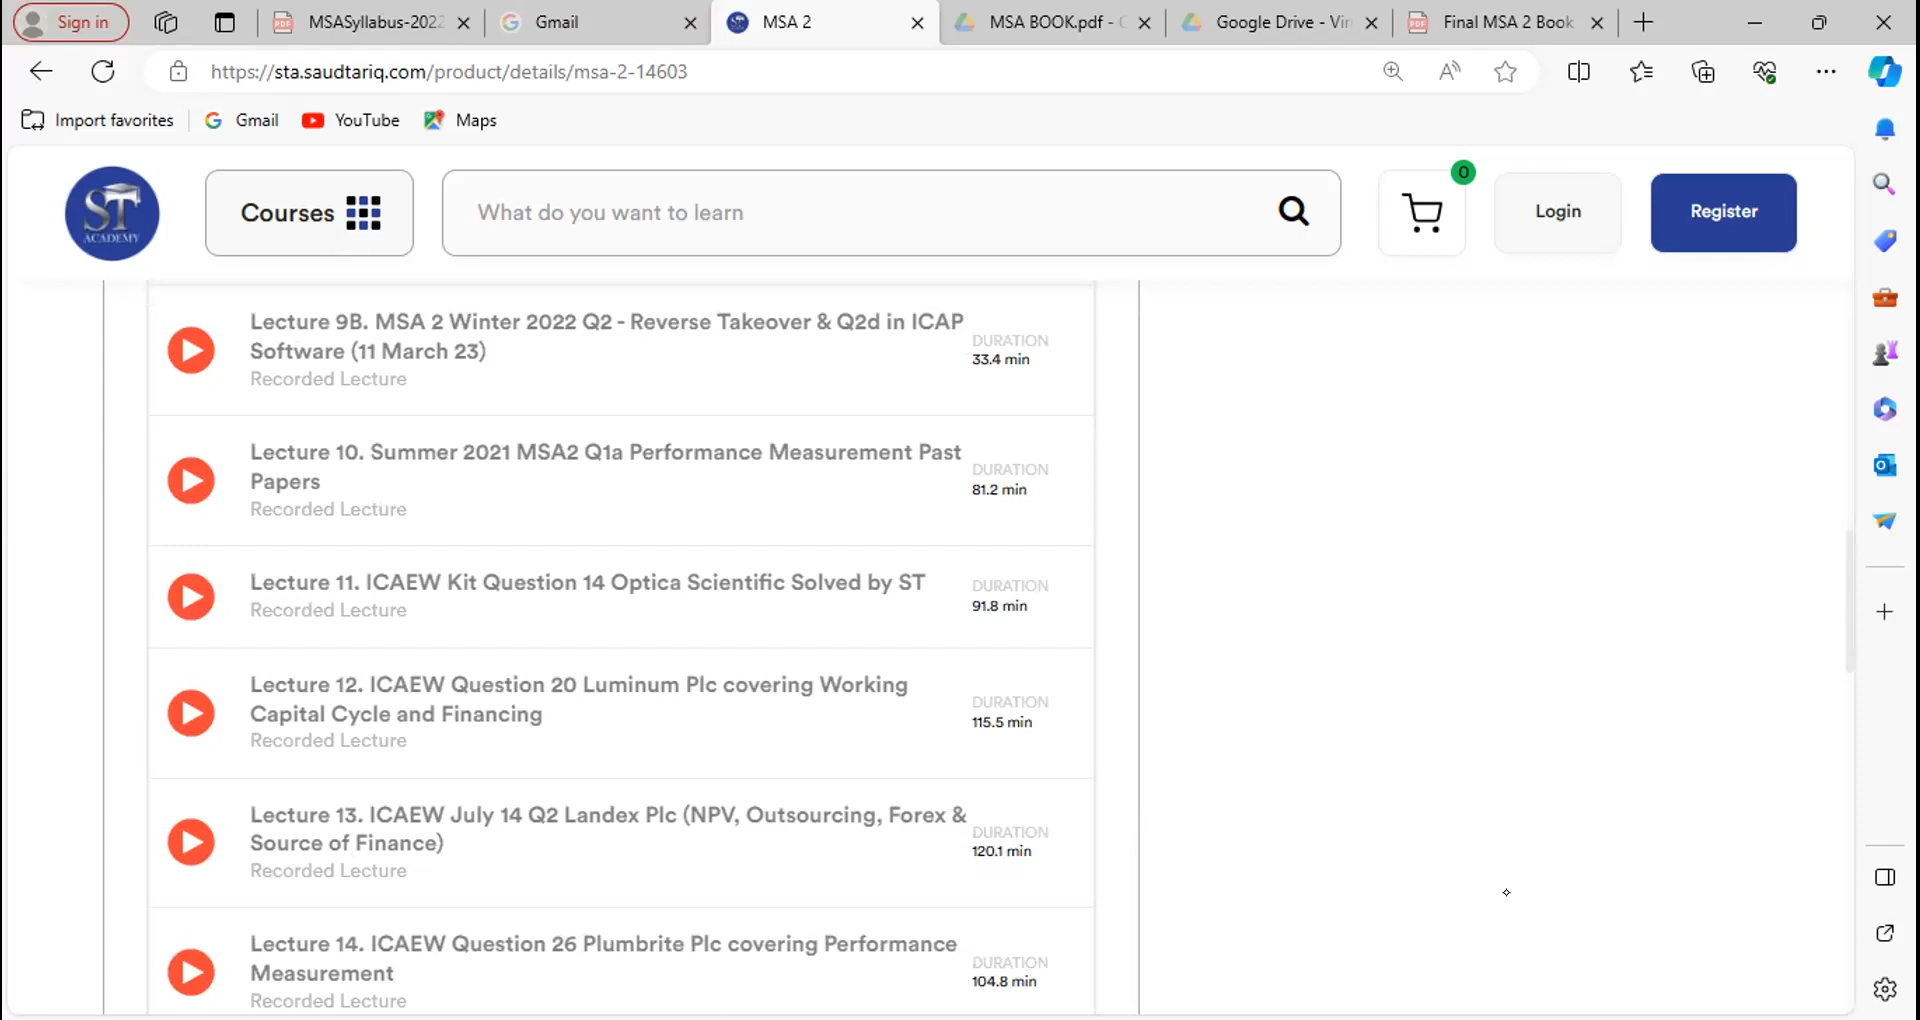 Sign in
MSASyllabus-2022
Gmail
MSA 2
MSA BOOK.pdf -
Google Drive - Vir
Final MSA 2 Book
https://sta.saudtariq.com/product/details/msa-2-14603
Import favorites
Gmail
YouTube
Maps
ST
ACADEMY
Courses
What do you want to learn
0
Login
Register
Lecture 9B. MSA 2 Winter 2022 Q2 - Reverse Takeover & Q2d in ICAP
Software (11 March 23)
Recorded Lecture
DURATION
33.4 min
Lecture 10. Summer 2021 MSA2 Q1a Performance Measurement Past
Papers
Recorded Lecture
DURATION
81.2 min
Lecture 11. ICAEW Kit Question 14 Optica Scientific Solved by ST
Recorded Lecture
DURATION
91.8 min
Lecture 12. ICAEW Question 20 Luminum Plc covering Working
Capital Cycle and Financing
Recorded Lecture
DURATION
115.5 min
Lecture 13. ICAEW July 14 Q2 Landex Plc (NPV, Outsourcing, Forex &
Source of Finance)
Recorded Lecture
DURATION
120.1 min
Lecture 14. ICAEW Question 26 Plumbrite Plc covering Performance
Measurement
Recorded Lecture
DURATION
104.8 min